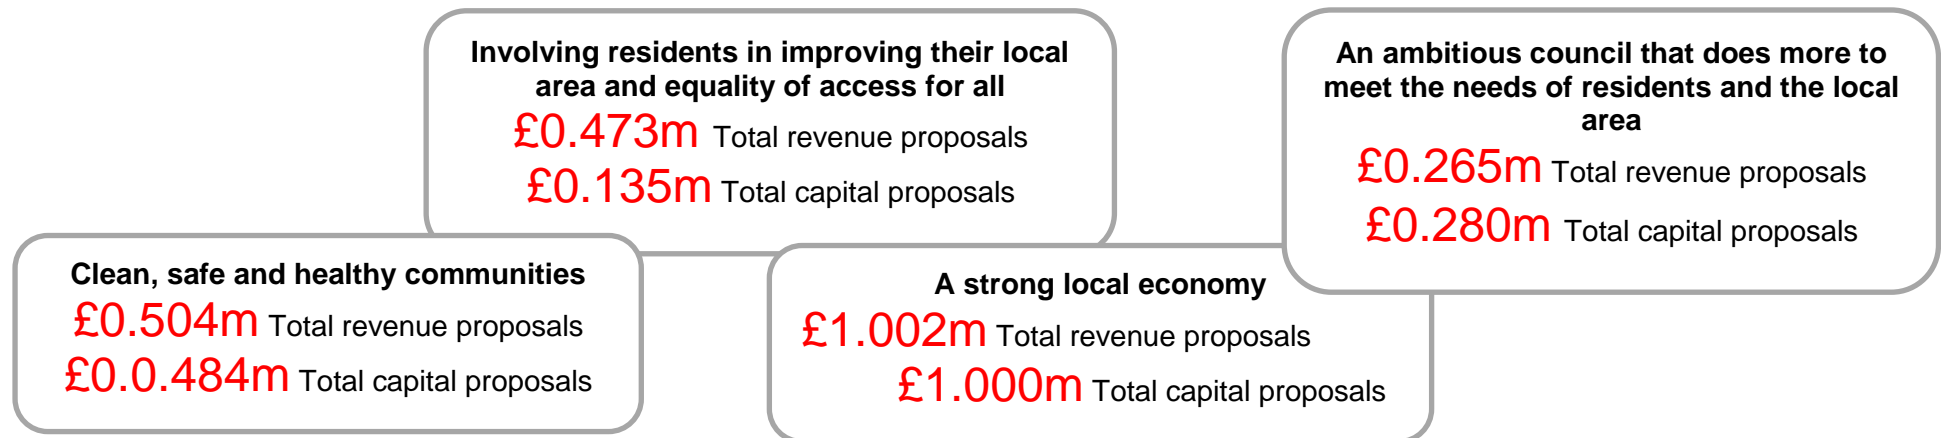 Involving residents in improving their local
area and equality of access for all
£0.473m Total revenue proposals
£0.135m Total capital proposals
An ambitious council that does more to
meet the needs of residents and the local
area
£0.265m Total revenue proposals
£0.280m Total capital proposals
Clean, safe and healthy communities
£0.504m Total revenue proposals
£0.0.484m Total capital proposals
A strong local economy
£1.002m Total revenue proposals
£1.000m Total capital proposals